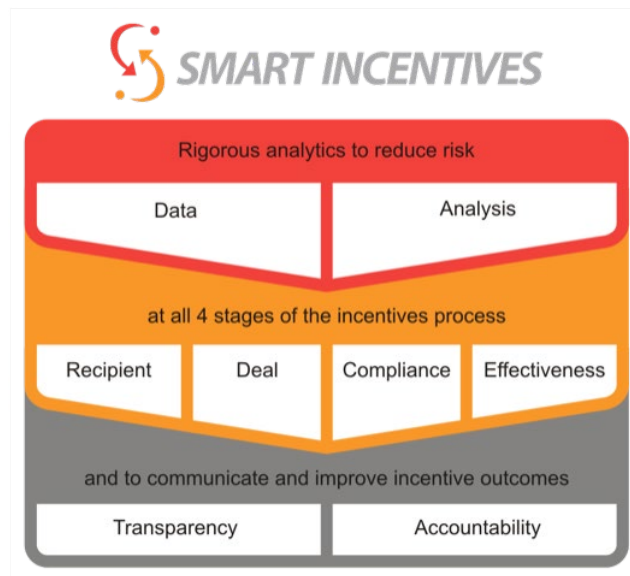 SMART INCENTIVES
Rigorous analytics to reduce risk
Data
Analysis
at all 4 stages of the incentives process
Recipient
Deal
Compliance
Effectiveness
and to communicate and improve incentive outcomes
Transparency
Accountability